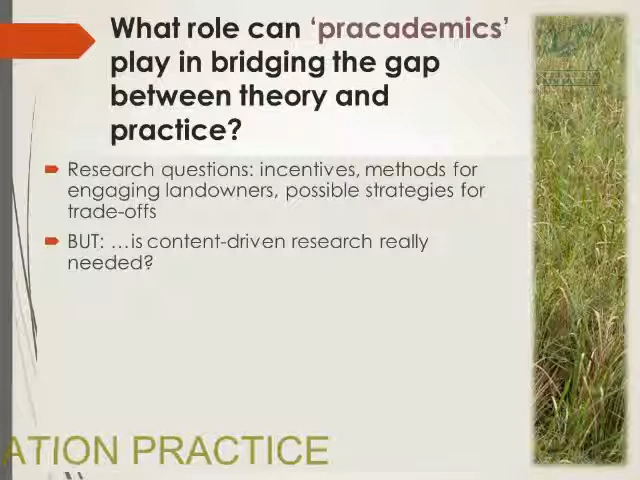 What role can ‘pracademics’
play in bridging the gap
between theory and
practice?
Research questions: incentives, methods for
engaging landowners, possible strategies for
trade-offs
BUT: …is content-driven research really
needed?
ATION PRACTICE